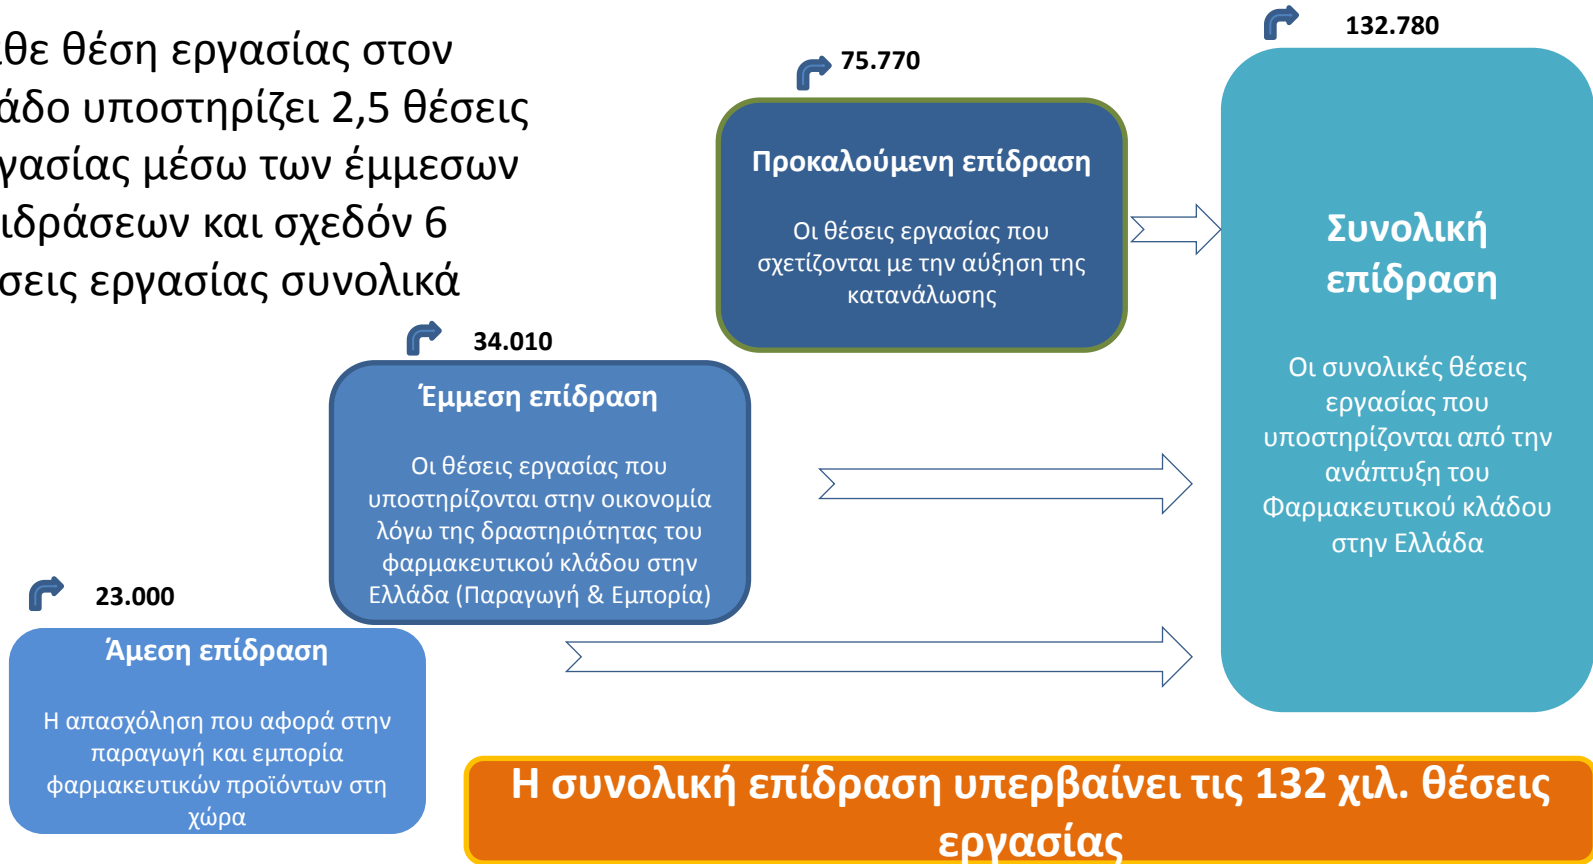 θε θέση εργασίας στον
άδο υποστηρίζει 2,5 θέσεις
γασίας μέσω των έμμεσων
ιδράσεων και σχεδόν 6
σεις εργασίας συνολικά
132.780
75.770
Προκαλούμενη επίδραση
Οι θέσεις εργασίας που
σχετίζονται με την αύξηση της
κατανάλωσης
Συνολική
επίδραση
Οι συνολικές θέσεις
εργασίας που
υποστηρίζονται από την
ανάπτυξη του
Φαρμακευτικού κλάδου
στην Ελλάδα
34.010
Έμμεση επίδραση
Οι θέσεις εργασίας που
υποστηρίζονται στην οικονομία
λόγω της δραστηριότητας του
φαρμακευτικού κλάδου στην
Ελλάδα (Παραγωγή & Εμπορία)
23.000
Άμεση επίδραση
Η απασχόληση που αφορά στην
παραγωγή και εμπορία
φαρμακευτικών προϊόντων στη
χώρα
Η συνολική επίδραση υπερβαίνει τις 132 χιλ. θέσεις
εργασίας